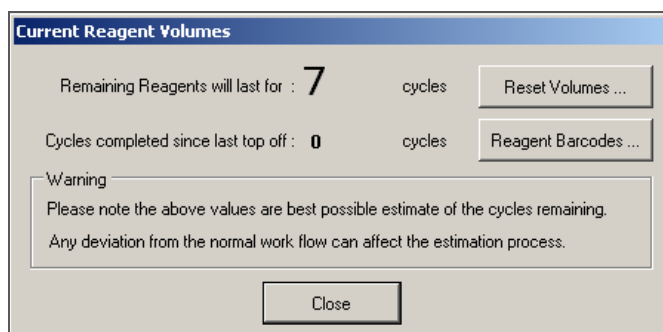 Current Reagent Volumes
Remaining Reagents will last for : 7 cycles Reset Volumes ...
Cycles completed since last top off : 0 cycles Reagent Barcodes ...
Warning
Please note the above values are best possible estimate of the cycles remaining.
Any deviation from the normal work flow can affect the estimation process.
Close